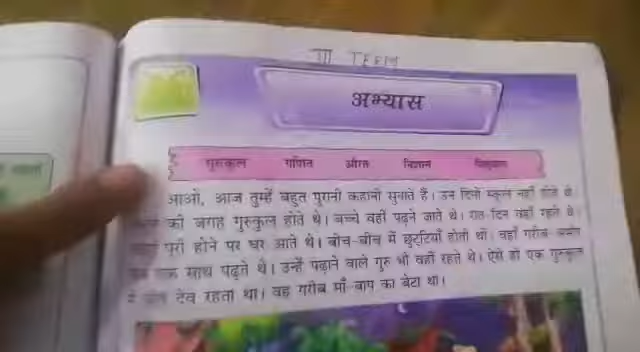 III TERM
अभ्यास
गुरुकुल गणित औरत विज्ञान
आओ, आज तुम्हें बहुत पुरानी कहानी सुनाते हैं। उन दिनों स्कूल नहीं होते थे।
की जगह गुरुकुल होते थे। बच्चे वहीं पढ़ने जाते थे। रात-दिन वहीं रहते थे।
पूरी होने पर घर आते थे। बीच-बीच में छुट्टियाँ होती थीं। वहाँ गरीब-अमीर
साथ पढ़ते थे। उन्हें पढ़ाने वाले गुरु भी वहीं रहते थे। ऐसे ही एक गुरुकुल
देव रहता था। वह गरीब माँ-बाप का बेटा था।